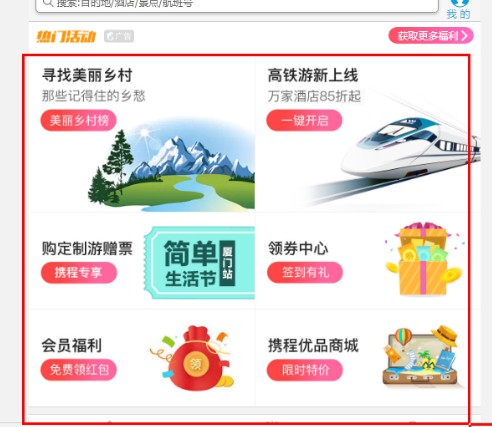 搜索:目的地/酒店/景点/航班号
我的
热门活动
广告
获取更多福利
寻找美丽乡村
那些记得住的乡愁
美丽乡村榜
高铁游新上线
万家酒店85折起
一键开启
购定制游赠票
携程专享
简单
生活节
厦门站
领券中心
签到有礼
会员福利
免费领红包
领
携程优品商城
限时特价